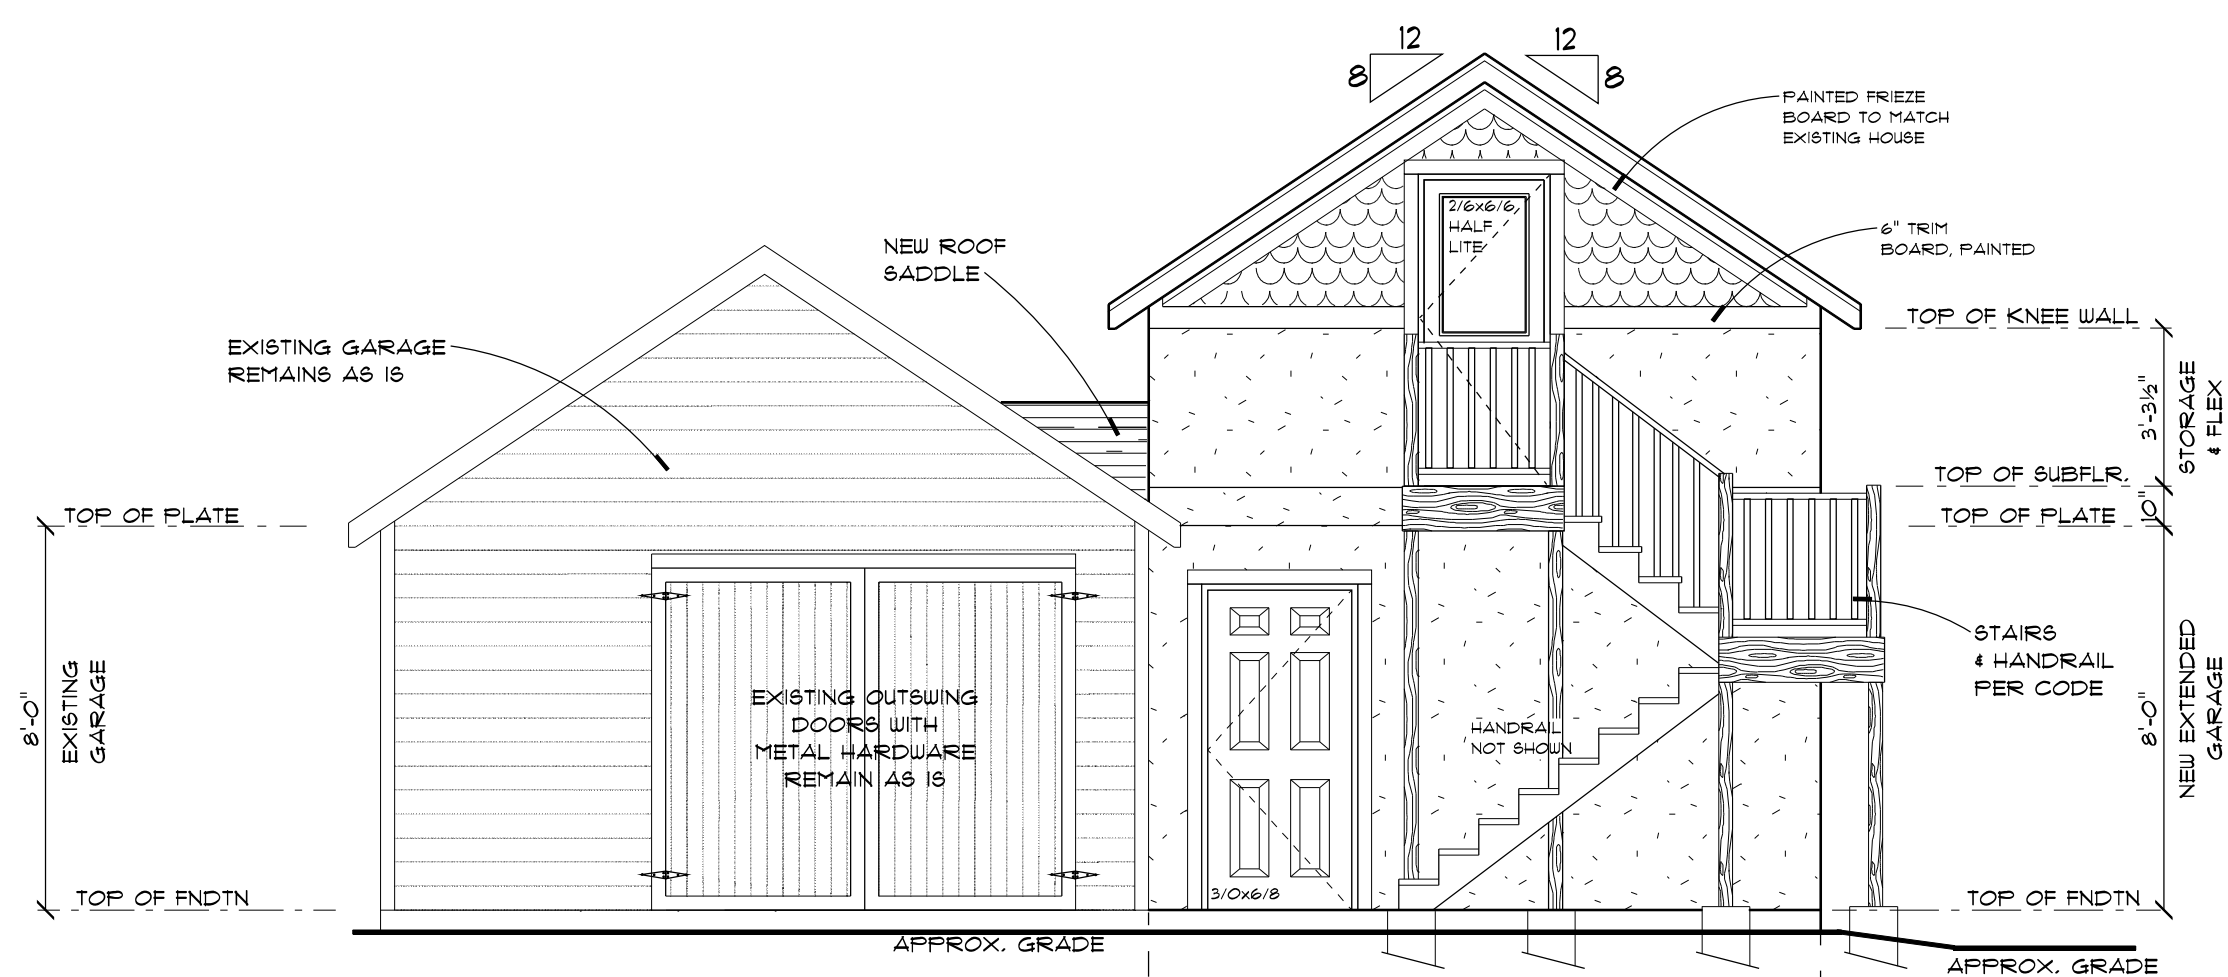 12
12
8
8
PAINTED FRIEZE
BOARD TO MATCH
EXISTING HOUSE
2/6x6/6
HALF
LITE
6" TRIM
BOARD, PAINTED
NEW ROOF
SADDLE
EXISTING GARAGE
REMAINS AS IS
TOP OF KNEE WALL
3'-3½"
STORAGE
& FLEX
TOP OF SUBFLR.
10"
TOP OF PLATE
TOP OF PLATE
8'-0"
EXISTING
GARAGE
EXISTING OUTSWING
DOORS WITH
METAL HARDWARE
REMAIN AS IS
HANDRAIL
NOT SHOWN
STAIRS
& HANDRAIL
PER CODE
8'-0"
NEW EXTENDED
GARAGE
3/0x6/8
TOP OF FNDTN
TOP OF FNDTN
APPROX. GRADE
APPROX. GRADE